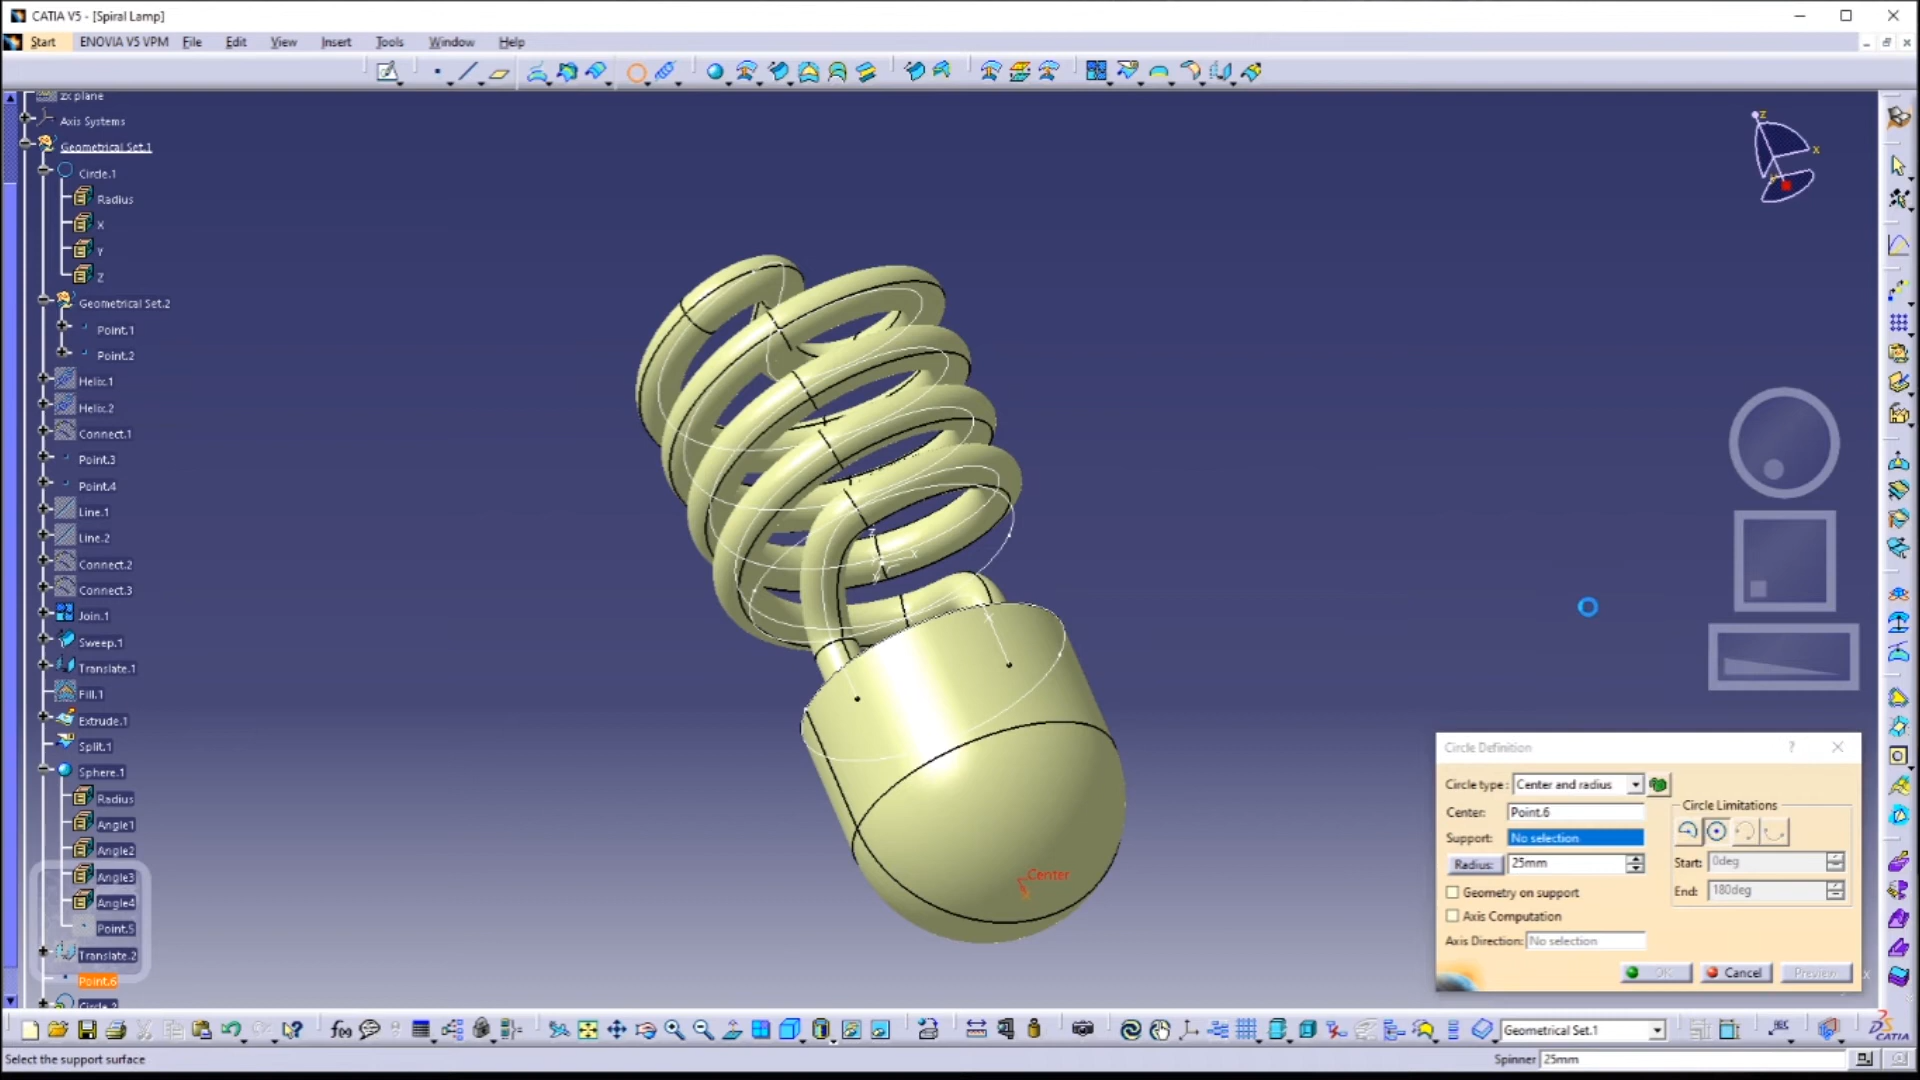 CATIA V5 - [Spiral Lamp]
Start ENOVIA V5 VPM File Edit View Insert Tools Window Help
zx plane
Axis Systems
Geometrical Set.1
Circle.1
Radius
X
Y
Z
Geometrical Set.2
Point.1
Point.2
Helix.1
Helix.2
Connect.1
Point.3
Point.4
Line.1
Line.2
Connect.2
Connect.3
Join.1
Sweep.1
Translate.1
Fill.1
Extrude.1
Split.1
Sphere.1
Radius
Angle1
Angle2
Angle3
Angle4
Point.5
Translate.2
Point.6
Circle.2
z
x
Center
Circle Definition ?
Circle type : Center and radius
Center: Point.6
Support: No selection
Radius: 25mm
Geometry on support
Axis Computation
Axis Direction: No selection
Circle Limitations
Start: 0deg
End: 180deg
OK Cancel Preview
f(x)
Geometrical Set.1
CATIA
Select the support surface
Spinner 25mm